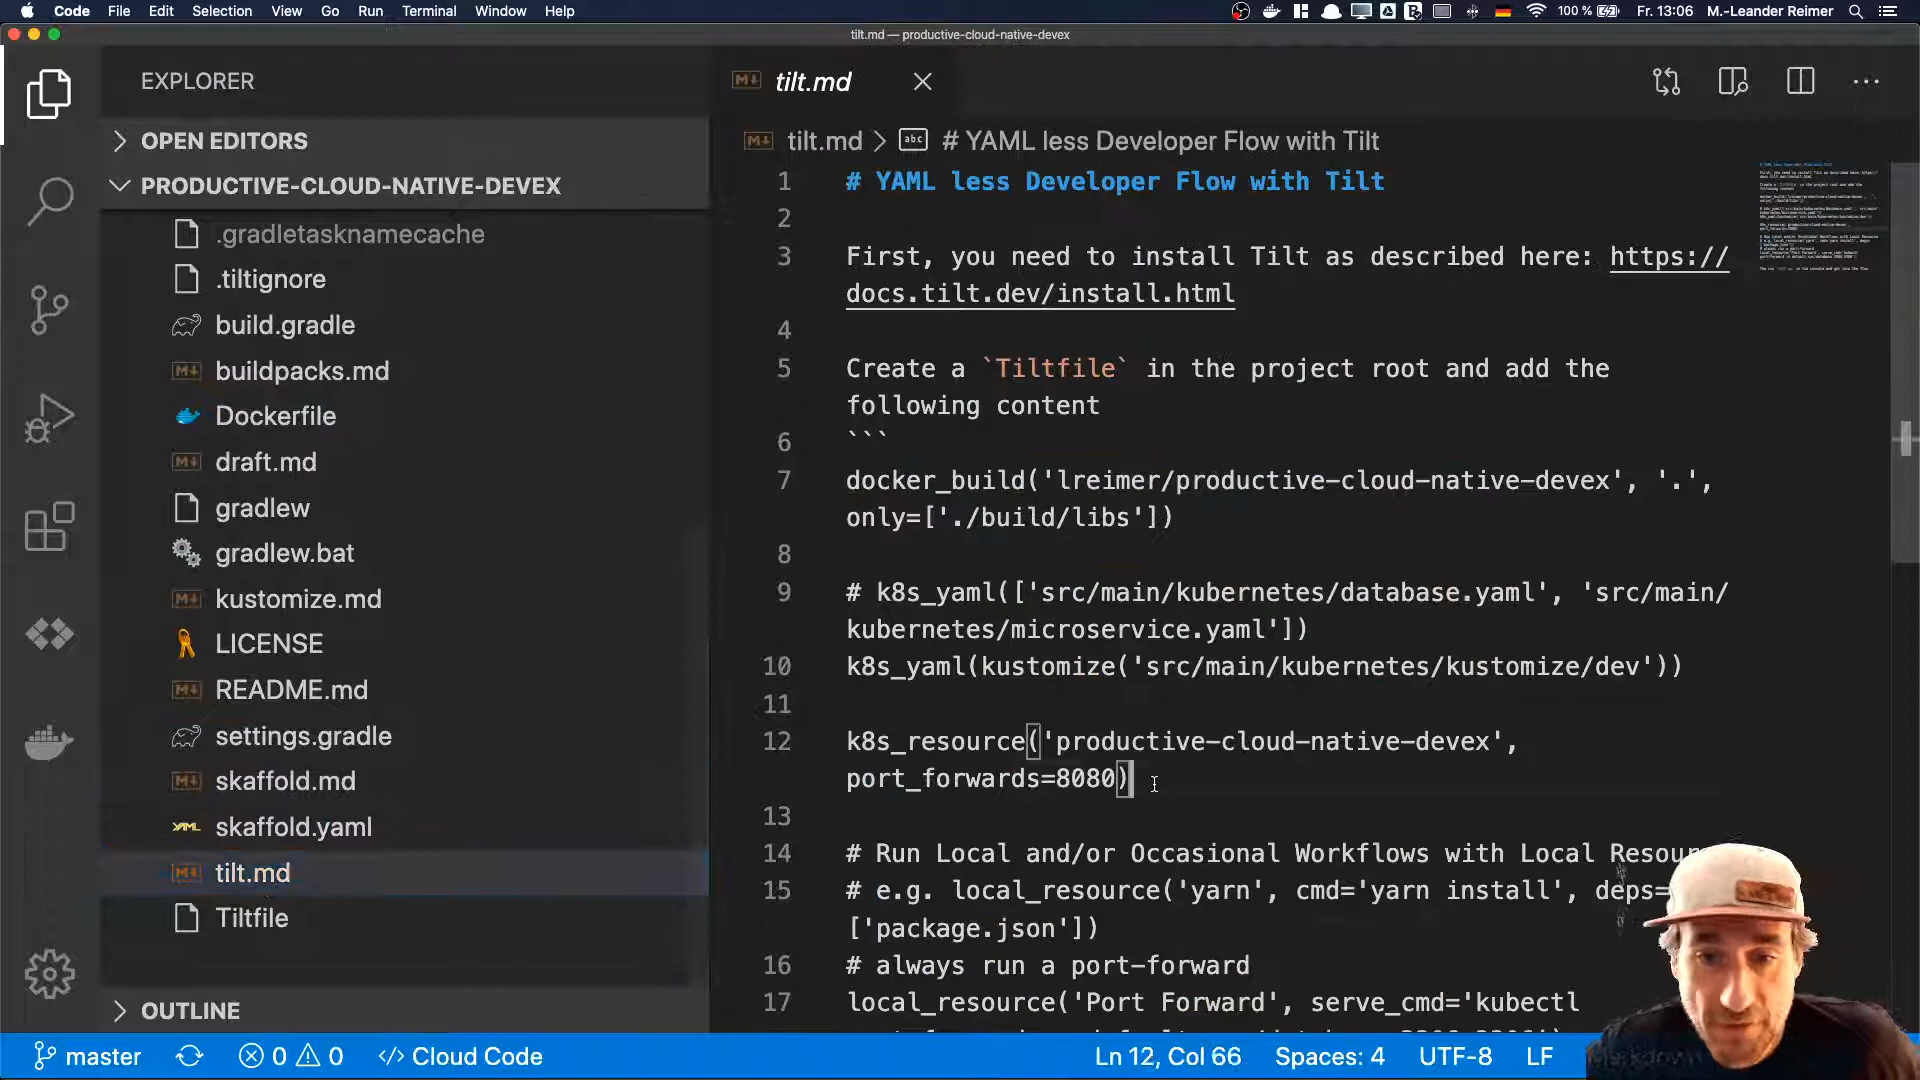 Code File Edit Selection View Go Run Terminal Window Help
100 % Fr. 13:06 M.-Leander Reimer
tilt.md — productive-cloud-native-devex
EXPLORER
OPEN EDITORS
PRODUCTIVE-CLOUD-NATIVE-DEVEX
.gradletasknamecache
.tiltignore
build.gradle
buildpacks.md
Dockerfile
draft.md
gradlew
gradlew.bat
kustomize.md
LICENSE
README.md
settings.gradle
skaffold.md
skaffold.yaml
tilt.md
Tiltfile
OUTLINE
tilt.md
tilt.md > # YAML less Developer Flow with Tilt
1 # YAML less Developer Flow with Tilt
2
3 First, you need to install Tilt as described here: https://
docs.tilt.dev/install.html
4
5 Create a `Tiltfile` in the project root and add the
following content
6 ```
7 docker_build('lreimer/productive-cloud-native-devex', '.',
only=['./build/libs'])
8
9 # k8s_yaml(['src/main/kubernetes/database.yaml', 'src/main/
kubernetes/microservice.yaml'])
10 k8s_yaml(kustomize('src/main/kubernetes/kustomize/dev'))
11
12 k8s_resource('productive-cloud-native-devex',
port_forwards=8080)
13
14 # Run Local and/or Occasional Workflows with Local
15 # e.g. local_resource('yarn', cmd='yarn install', deps=
['package.json'])
16 # always run a port-forward
17 local_resource('Port Forward', serve_cmd='kubectl
master 0 0 Cloud Code
Ln 12, Col 66 Spaces: 4 UTF-8 LF Markdown